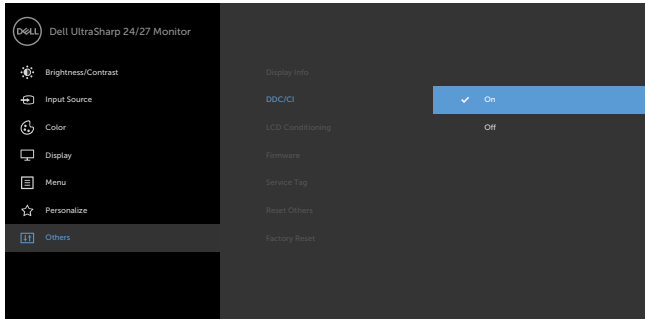 DELL
Dell UltraSharp 24/27 Monitor
Brightness/Contrast
Input Source
Color
Display
Menu
Personalize
Others
Display Info
DDC/CI
LCD Conditioning
Firmware
Service Tag
Reset Others
Factory Reset
On
Off